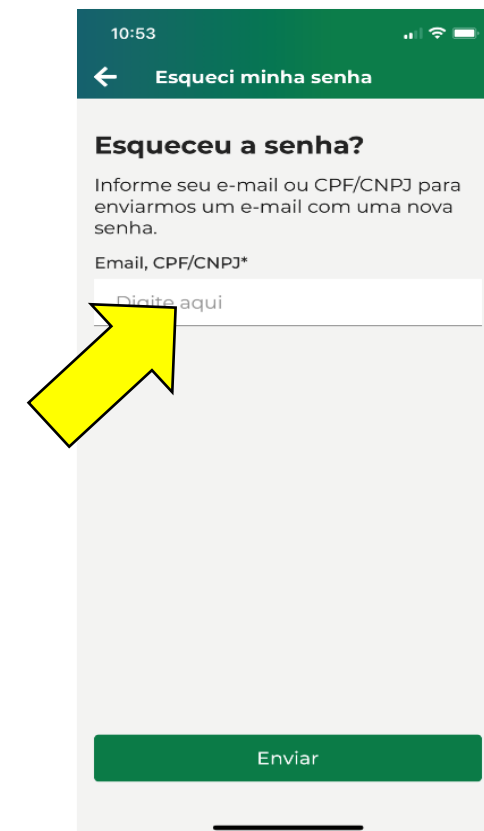 10:53
Esqueci minha senha
Esqueceu a senha?
Informe seu e-mail ou CPF/CNPJ para
enviarmos um e-mail com uma nova
senha.
Email, CPF/CNPJ*
Digite aqui
Enviar